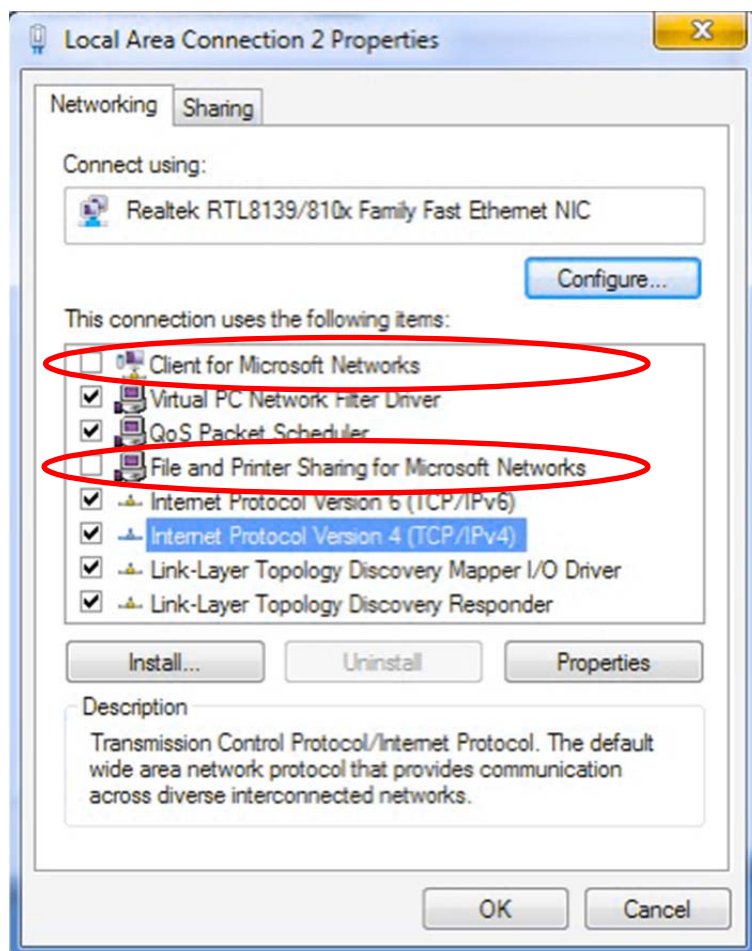 Local Area Connection 2 Properties
Networking
Sharing
Connect using:
Realtek RTL8139/810x Family Fast Ethernet NIC
Configure...
This connection uses the following items:
Client for Microsoft Networks
Virtual PC Network Filter Driver
QoS Packet Scheduler
File and Printer Sharing for Microsoft Networks
Internet Protocol Version 6 (TCP/IPv6)
Internet Protocol Version 4 (TCP/IPv4)
Link-Layer Topology Discovery Mapper I/O Driver
Link-Layer Topology Discovery Responder
Install...
Uninstall
Properties
Description
Transmission Control Protocol/Internet Protocol. The default
wide area network protocol that provides communication
across diverse interconnected networks.
OK
Cancel